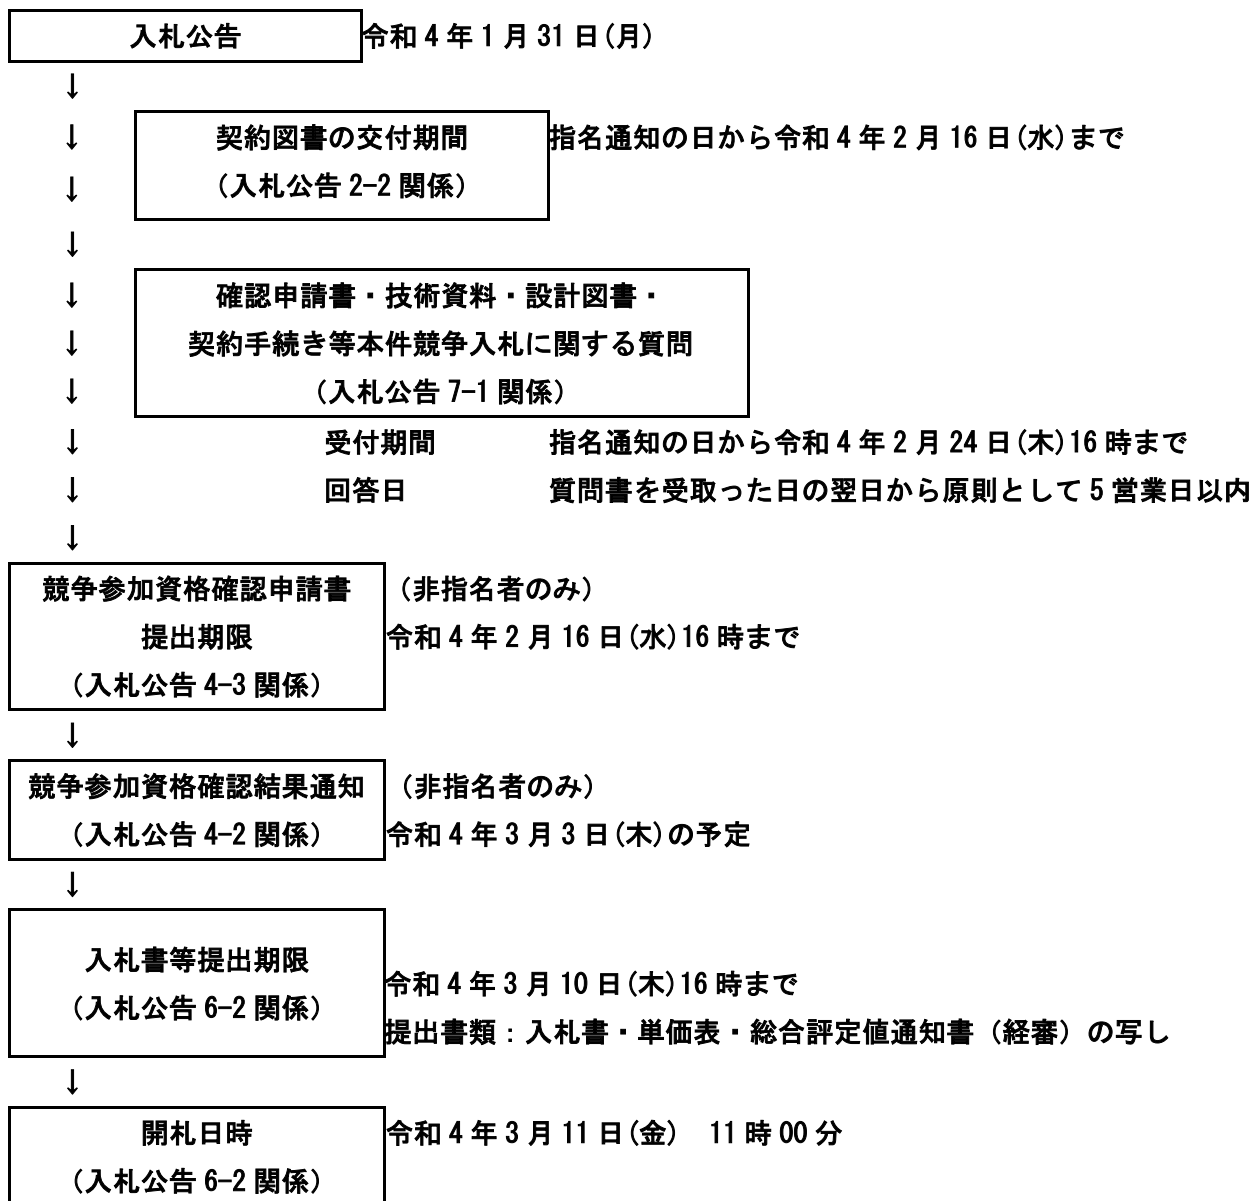 入札公告 令和4年1月31日(月)
↓
↓ 契約図書の交付期間 指名通知の日から令和4年2月16日(水)まで
↓ (入札公告2-2関係)
↓
↓ 確認申請書・技術資料・設計図書・
↓ 契約手続き等本件競争入札に関する質問
↓ (入札公告7-1関係)
↓ 受付期間 指名通知の日から令和4年2月24日(木)16時まで
↓ 回答日 質問書を受取った日の翌日から原則として5営業日以内
↓
競争参加資格確認申請書 (非指名者のみ)
提出期限 令和4年2月16日(水)16時まで
(入札公告4-3関係)
↓
競争参加資格確認結果通知 (非指名者のみ)
(入札公告4-2関係) 令和4年3月3日(木)の予定
↓
入札書等提出期限
令和4年3月10日(木)16時まで
(入札公告6-2関係)
提出書類：入札書・単価表・総合評定値通知書（経審）の写し
↓
開札日時 令和4年3月11日(金) 11時00分
(入札公告6-2関係)